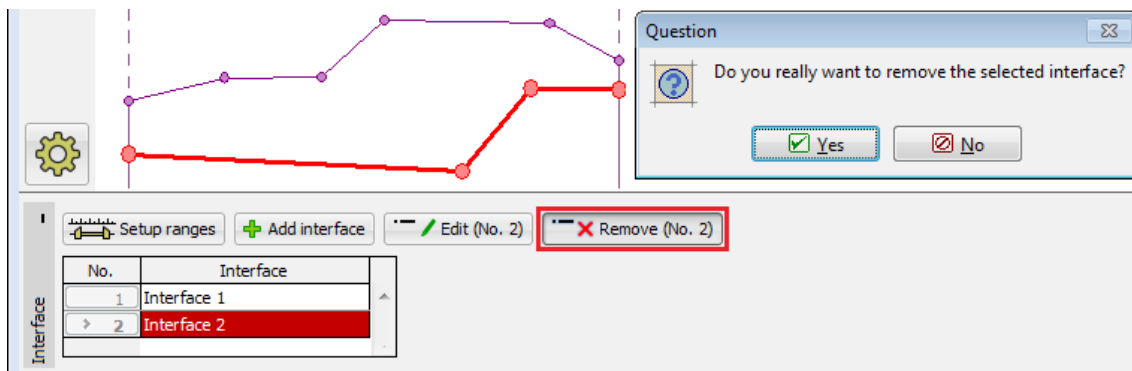 Question
Do you really want to remove the selected interface?
Yes
No
Setup ranges
Add interface
Edit (No. 2)
Remove (No. 2)
Interface
No. Interface
1 Interface 1
2 Interface 2